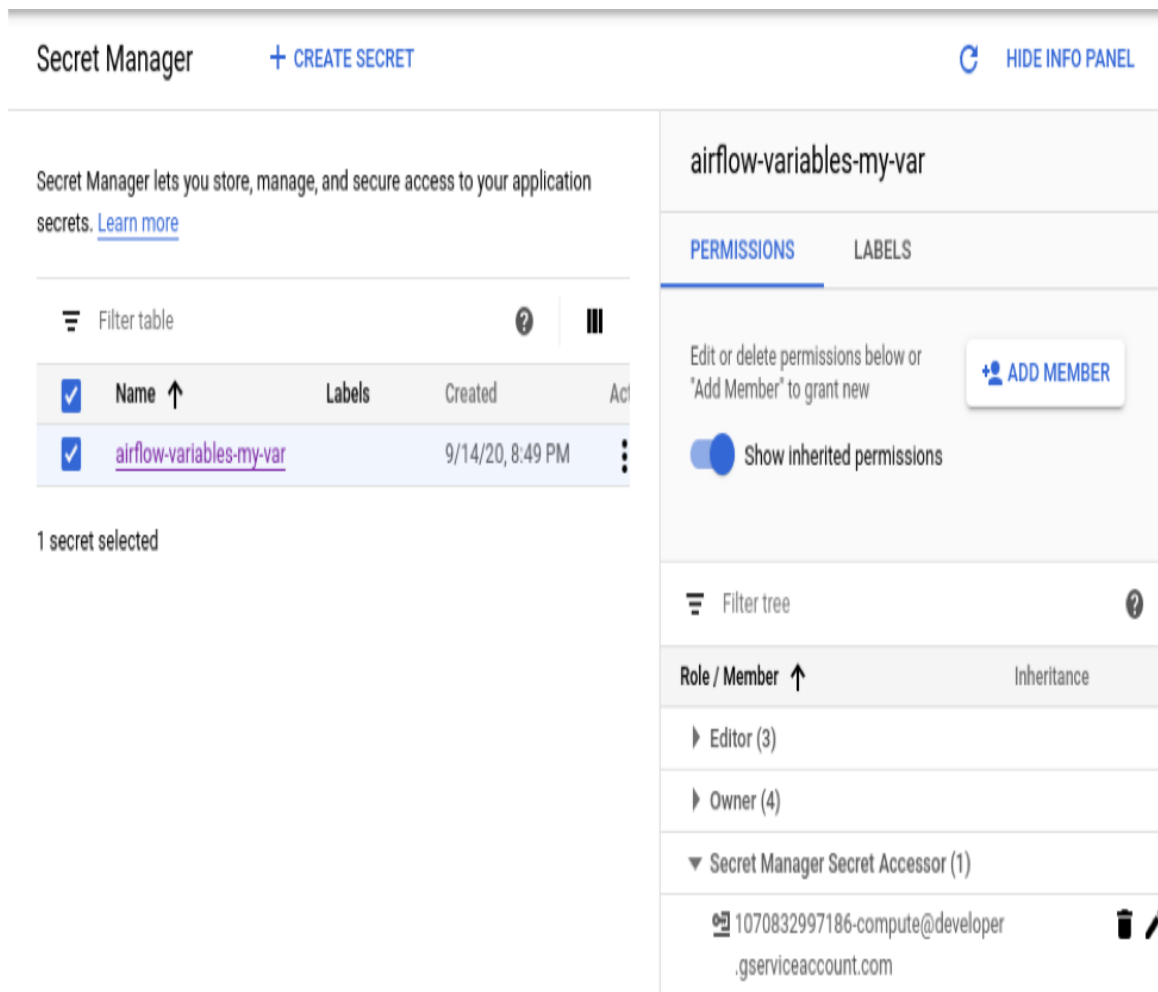 Secret Manager
CREATE SECRET
HIDE INFO PANEL
Secret Manager lets you store, manage, and secure access to your application
secrets. Learn more
Filter table
Name Labels Created Act
airflow-variables-my-var 9/14/20, 8:49 PM
1 secret selected
airflow-variables-my-var
PERMISSIONS LABELS
Edit or delete permissions below or
"Add Member" to grant new
ADD MEMBER
Show inherited permissions
Filter tree
Role / Member Inheritance
Editor (3)
Owner (4)
Secret Manager Secret Accessor (1)
1070832997186-compute@developer
.gserviceaccount.com